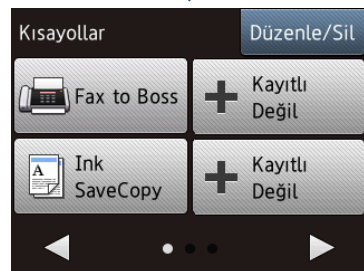 Kısayollar
Düzenle/Sil
Fax to Boss
Kayıtlı
Değil
A
Ink
SaveCopy
Kayıtlı
Değil